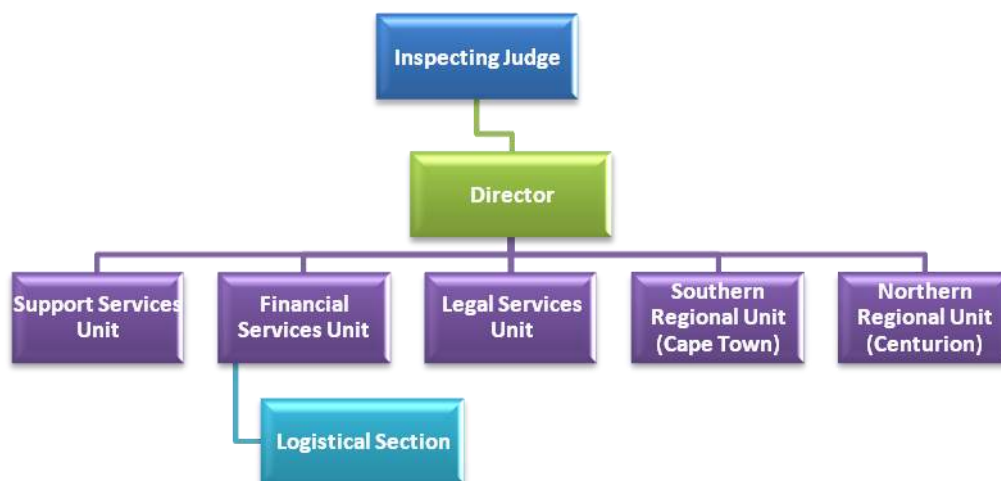 Inspecting Judge
Director
Support Services
Unit
Financial
Services Unit
Legal Services
Unit
Southern
Regional Unit
(Cape Town)
Northern
Regional Unit
(Centurion)
Logistical Section